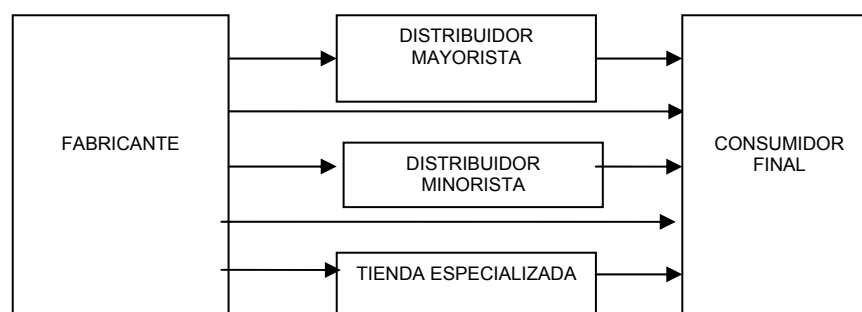 DISTRIBUIDOR
MAYORISTA
FABRICANTE
CONSUMIDOR
FINAL
DISTRIBUIDOR
MINORISTA
TIENDA ESPECIALIZADA